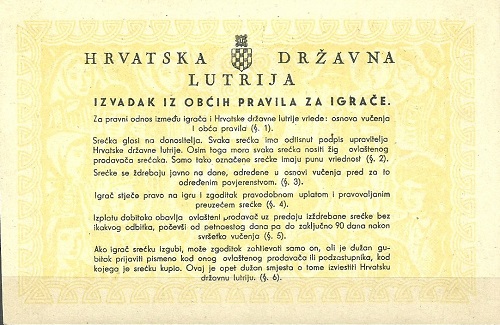 HRVATSKA DRŽAVNA
LUTRIJA
IZVADAK IZ OBĆIH PRAVILA ZA IGRAČE.
Za pravni odnos između igrača i Hrvatske državne lutrije vriede: osnova vučenja
i obća pravila (§. 1).
Srećka glasi na donositelja. Svaka srećka ima odtisnut podpis upravitelja
Hrvatske državne lutrije. Osim toga mora svaka srećka nositi žig ovlaštenog
prodavača srećaka. Samo tako označene srećke imaju punu vriednost (§. 2).
Srećke se ždrebaju javno na dane, određene u osnovi vučenja pred za to
određenim povjerenstvom. (§. 3).
Igrač stječe pravo na igru i zgoditak pravodobnom uplatom i pravovaljanim
preuzećem srećke (§. 4).
Izplatu dobitaka obavlja ovlašteni prodavač uz predaju izždrebane srećke bez
ikakvog odbitka, počevši od petnaestog dana pa do zaključno 90 dana nakon
svršetka vučenja (§. 5).
Ako igrač srećku izgubi, može zgoditak zahtievati samo on, ali je dužan gu-
bitak prijaviti pismeno kod onog ovlaštenog prodavača ili podzastupnika, kod
kojega je srećku kupio. Ovaj je opet dužan smjesta o tome izviestiti Hrvatsku
državnu lutriju. (§. 6).